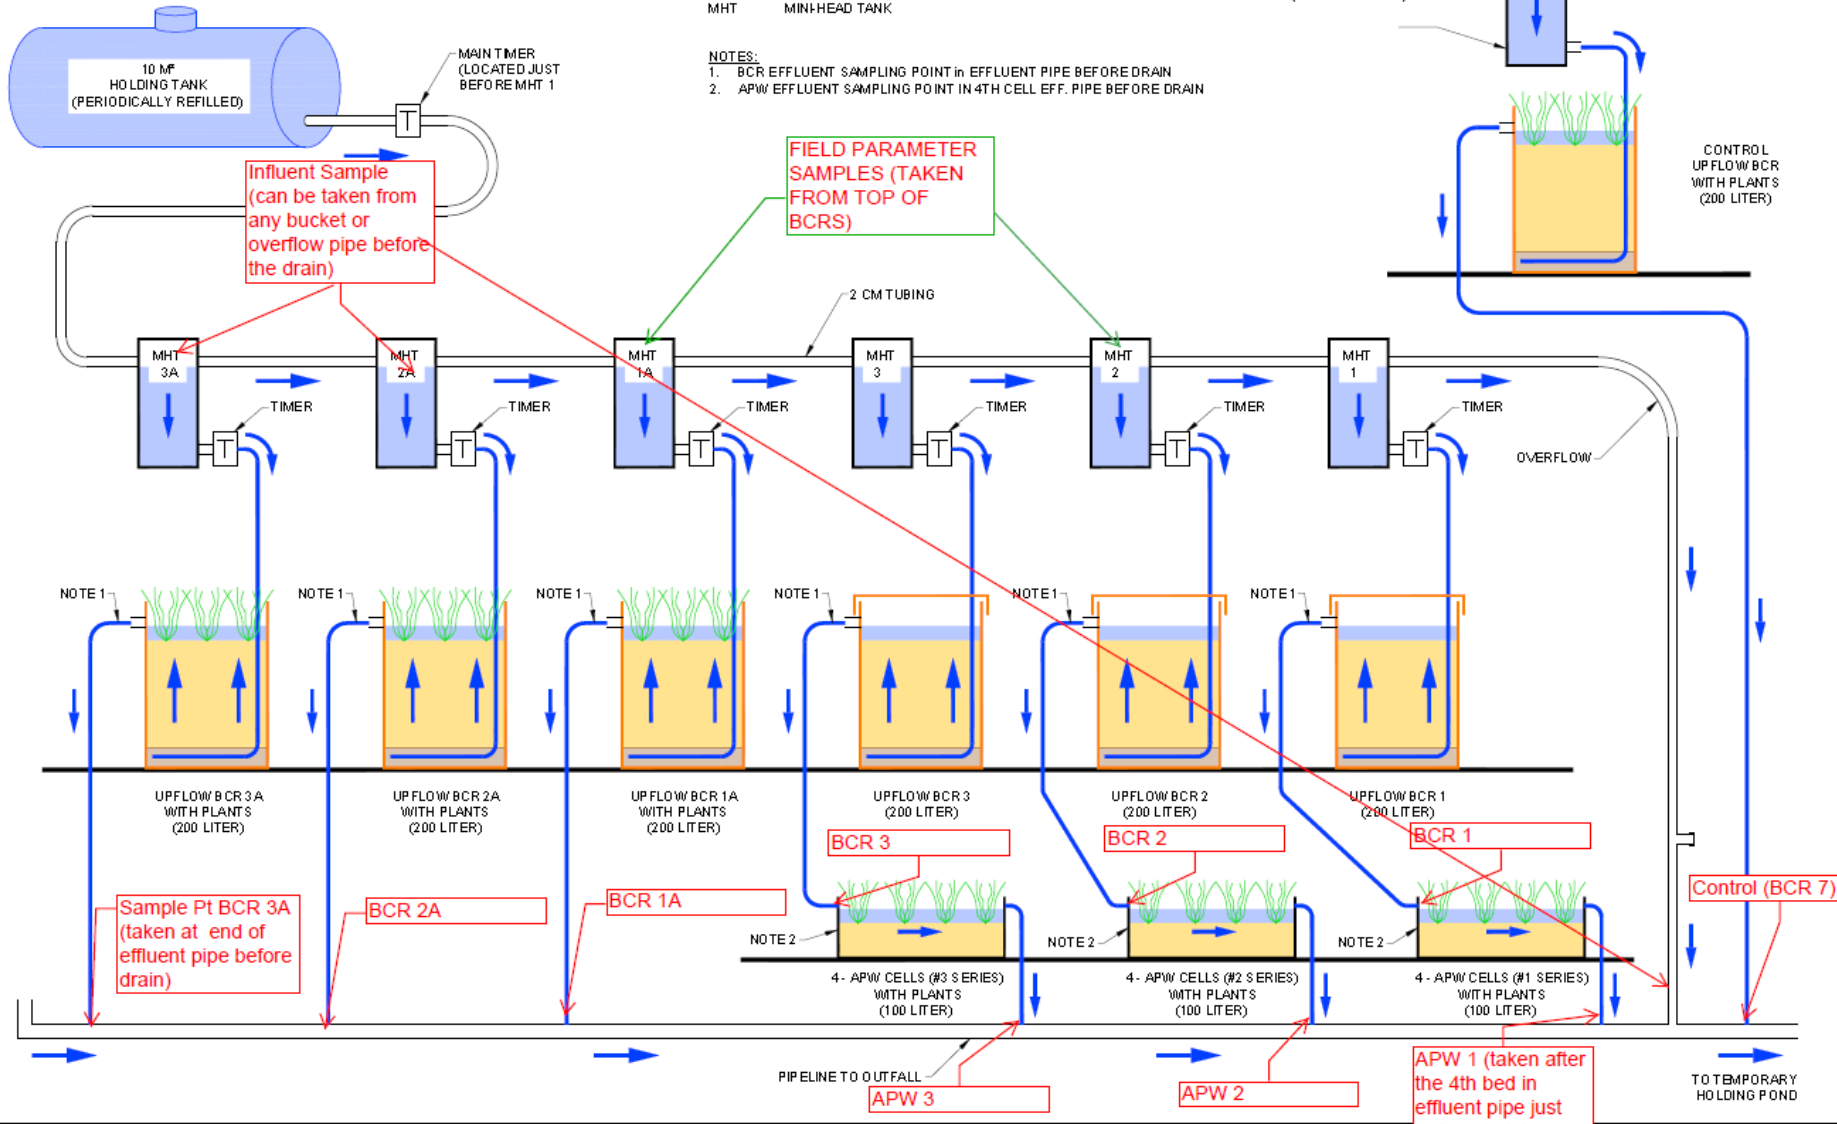 MHT MINI-HEAD TANK
NOTES:
1. BCR EFFLUENT SAMPLING POINT in EFFLUENT PIPE BEFORE DRAIN
2. APW EFFLUENT SAMPLING POINT IN 4TH CELL EFF. PIPE BEFORE DRAIN
10 M³
HOLDING TANK
(PERIODICALLY REFILLED)
MAIN TIMER
(LOCATED JUST
BEFORE MHT 1
T
Influent Sample
(can be taken from
any bucket or
overflow pipe before
the drain)
FIELD PARAMETER
SAMPLES (TAKEN
FROM TOP OF
BCRS)
CONTROL
UPFLOW BCR
WITH PLANTS
(200 LITER)
2 CM TUBING
MHT
3A
MHT
2A
MHT
1A
MHT
3
MHT
2
MHT
1
TIMER
TIMER
TIMER
TIMER
TIMER
TIMER
T
T
T
T
T
T
OVERFLOW
NOTE 1
NOTE 1
NOTE 1
NOTE 1
NOTE 1
NOTE 1
UPFLOW BCR 3A
WITH PLANTS
(200 LITER)
UPFLOW BCR 2A
WITH PLANTS
(200 LITER)
UPFLOW BCR 1A
WITH PLANTS
(200 LITER)
UPFLOW BCR 3
(200 LITER)
UPFLOW BCR 2
(200 LITER)
UPFLOW BCR 1
(200 LITER)
BCR 3
BCR 2
BCR 1
Sample Pt BCR 3A
(taken at end of
effluent pipe before
drain)
BCR 2A
BCR 1A
Control (BCR 7)
NOTE 2
NOTE 2
NOTE 2
4 - APW CELLS (#3 SERIES)
WITH PLANTS
(100 LITER)
4 - APW CELLS (#2 SERIES)
WITH PLANTS
(100 LITER)
4 - APW CELLS (#1 SERIES)
WITH PLANTS
(100 LITER)
PIPELINE TO OUTFALL
APW 3
APW 2
APW 1 (taken after
the 4th bed in
effluent pipe just
TO TEMPORARY
HOLDING POND